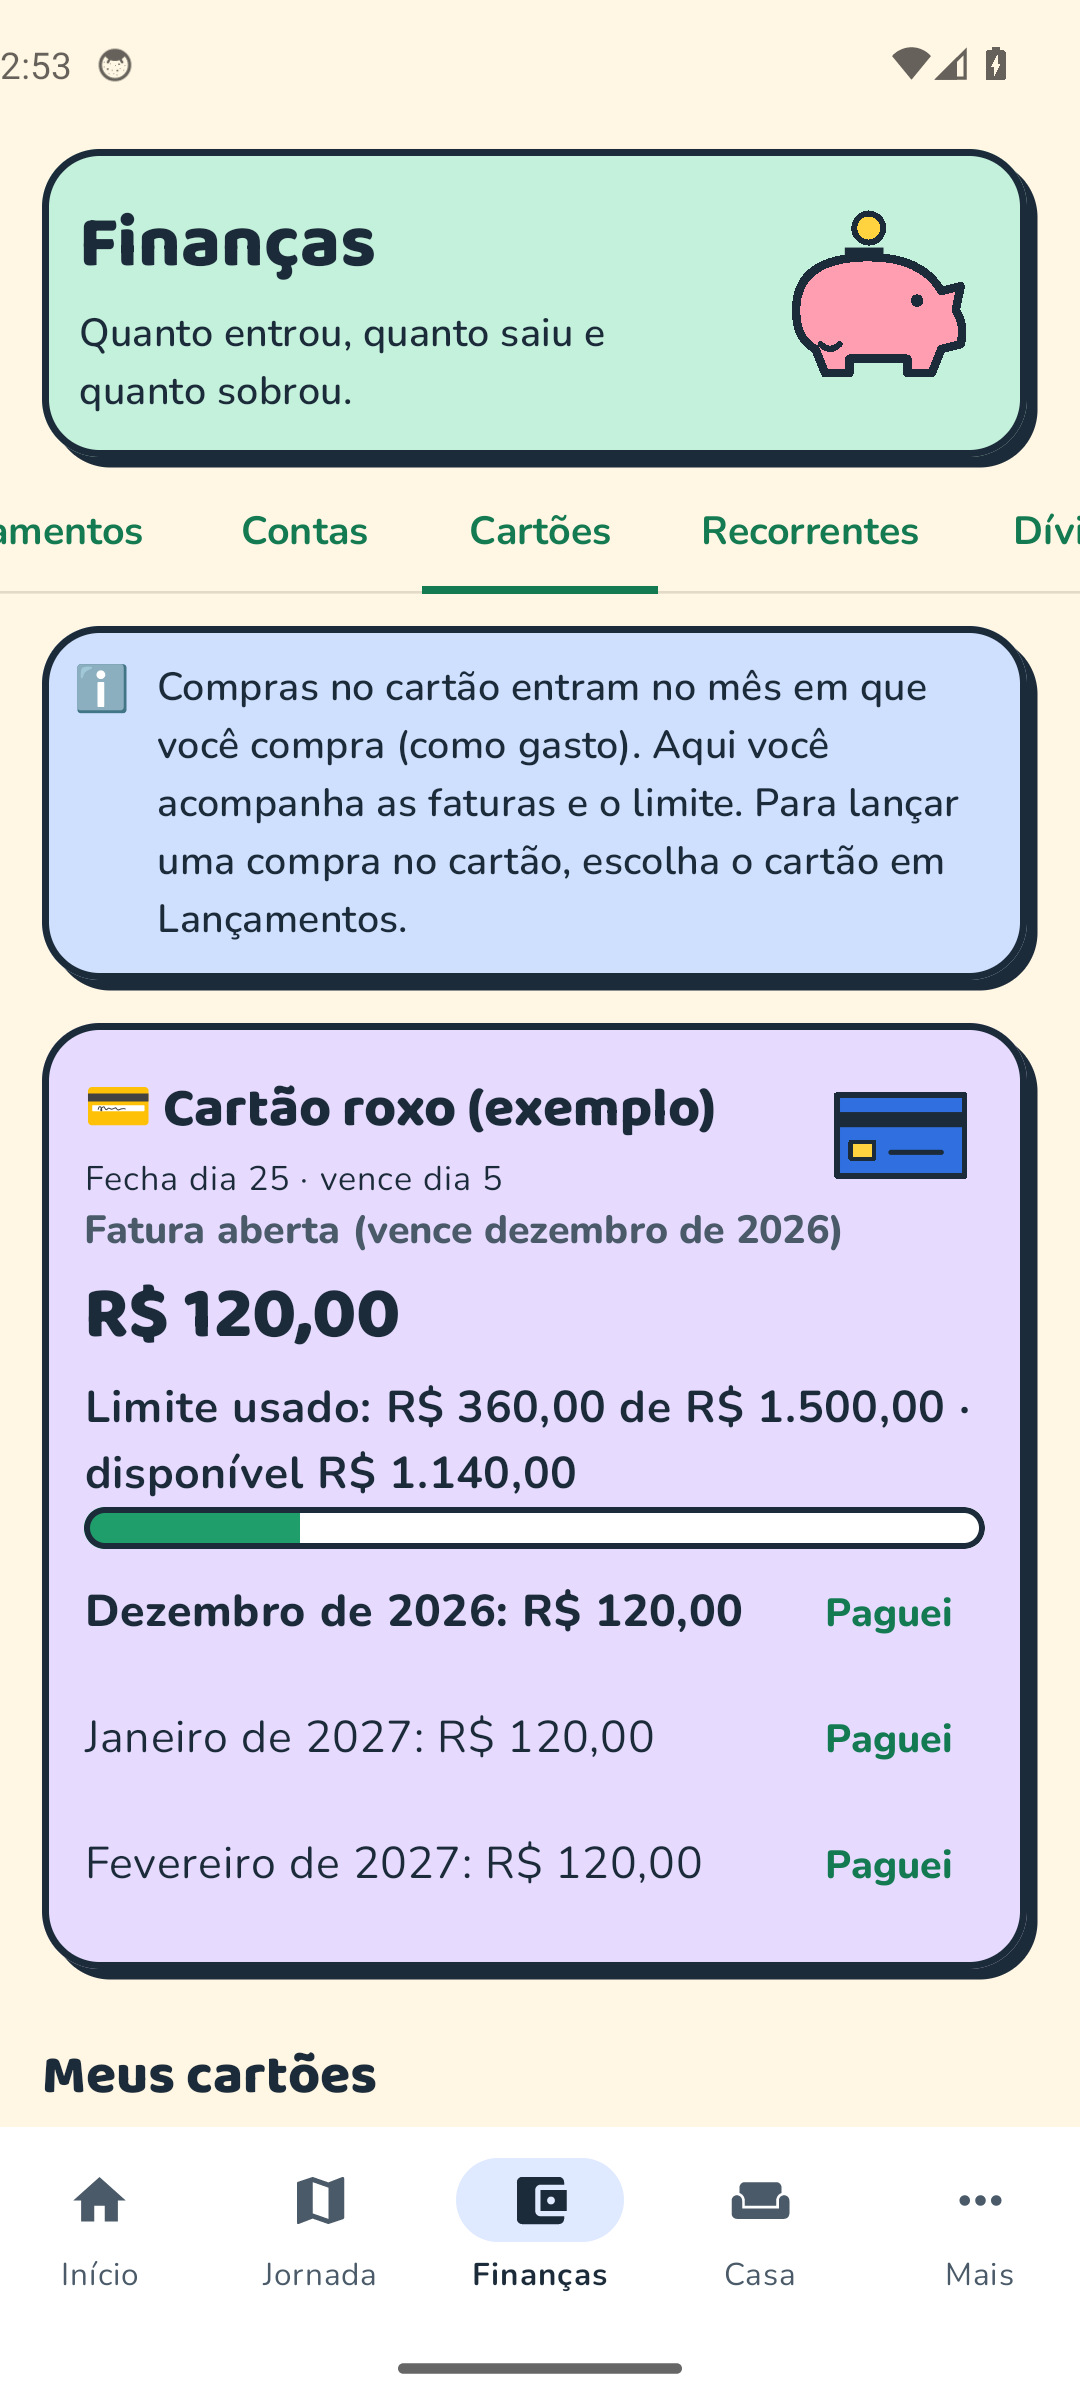 2:53
Finanças
Quanto entrou, quanto saiu e
quanto sobrou.
amentos
Contas
Cartões
Recorrentes
Dívi
Compras no cartão entram no mês em que
você compra (como gasto). Aqui você
acompanha as faturas e o limite. Para lançar
uma compra no cartão, escolha o cartão em
Lançamentos.
Cartão roxo (exemplo)
Fecha dia 25 · vence dia 5
Fatura aberta (vence dezembro de 2026)
R$ 120,00
Limite usado: R$ 360,00 de R$ 1.500,00 ·
disponível R$ 1.140,00
Dezembro de 2026: R$ 120,00 Paguei
Janeiro de 2027: R$ 120,00 Paguei
Fevereiro de 2027: R$ 120,00 Paguei
Meus cartões
Início
Jornada
Finanças
Casa
Mais